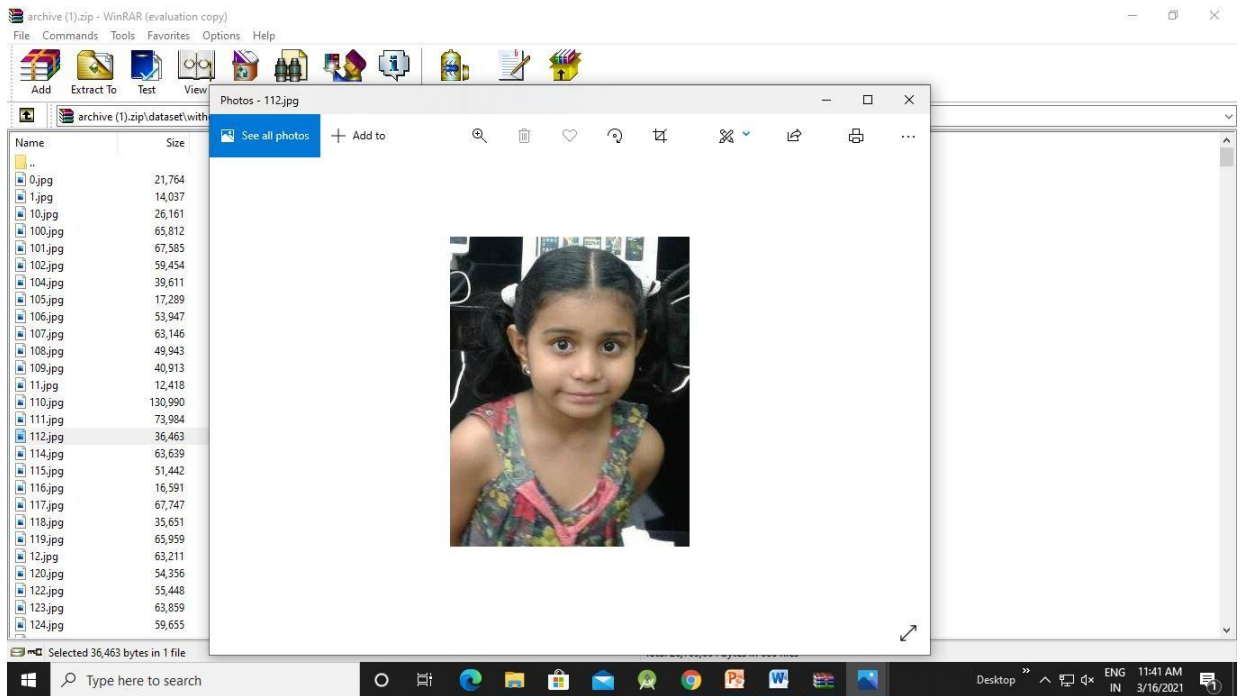 archive (1).zip - WinRAR (evaluation copy)
File Commands Tools Favorites Options Help
Add Extract To Test View
archive (1).zip\dataset\with
Name Size
..
0.jpg 21,764
1.jpg 14,037
10.jpg 26,161
100.jpg 65,812
101.jpg 67,585
102.jpg 59,454
104.jpg 39,611
105.jpg 17,289
106.jpg 53,947
107.jpg 63,146
108.jpg 49,943
109.jpg 40,913
11.jpg 12,418
110.jpg 130,990
111.jpg 73,984
112.jpg 36,463
114.jpg 63,639
115.jpg 51,442
116.jpg 16,591
117.jpg 67,747
118.jpg 35,651
119.jpg 65,959
12.jpg 63,211
120.jpg 54,356
122.jpg 55,448
123.jpg 63,859
124.jpg 59,655
Photos - 112.jpg
See all photos + Add to
Selected 36,463 bytes in 1 file
Type here to search
Desktop
ENG 11:41 AM
IN 3/16/2021